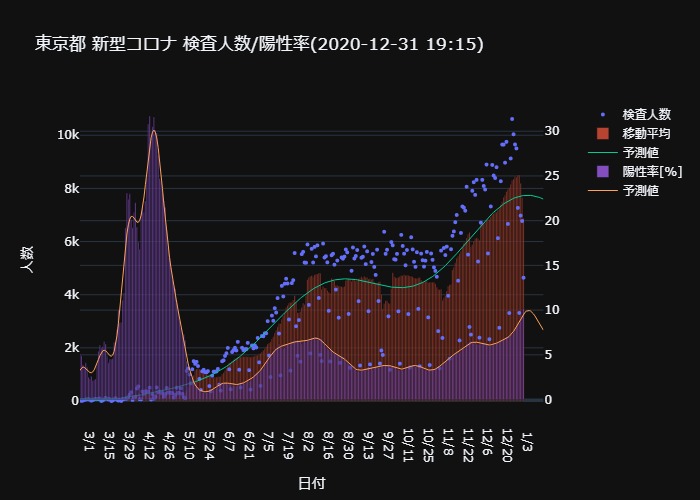 東京都 新型コロナ 検査人数/陽性率(2020-12-31 19:15)
検査人数
移動平均
予測値
陽性率[%]
予測値
10k
8k
6k
4k
2k
0
人数
30
25
20
15
10
5
0
3/1
3/15
3/29
4/12
4/26
5/10
5/24
6/7
6/21
7/5
7/19
8/2
8/16
8/30
9/13
9/27
10/11
10/25
11/8
11/22
12/6
12/20
1/3
日付